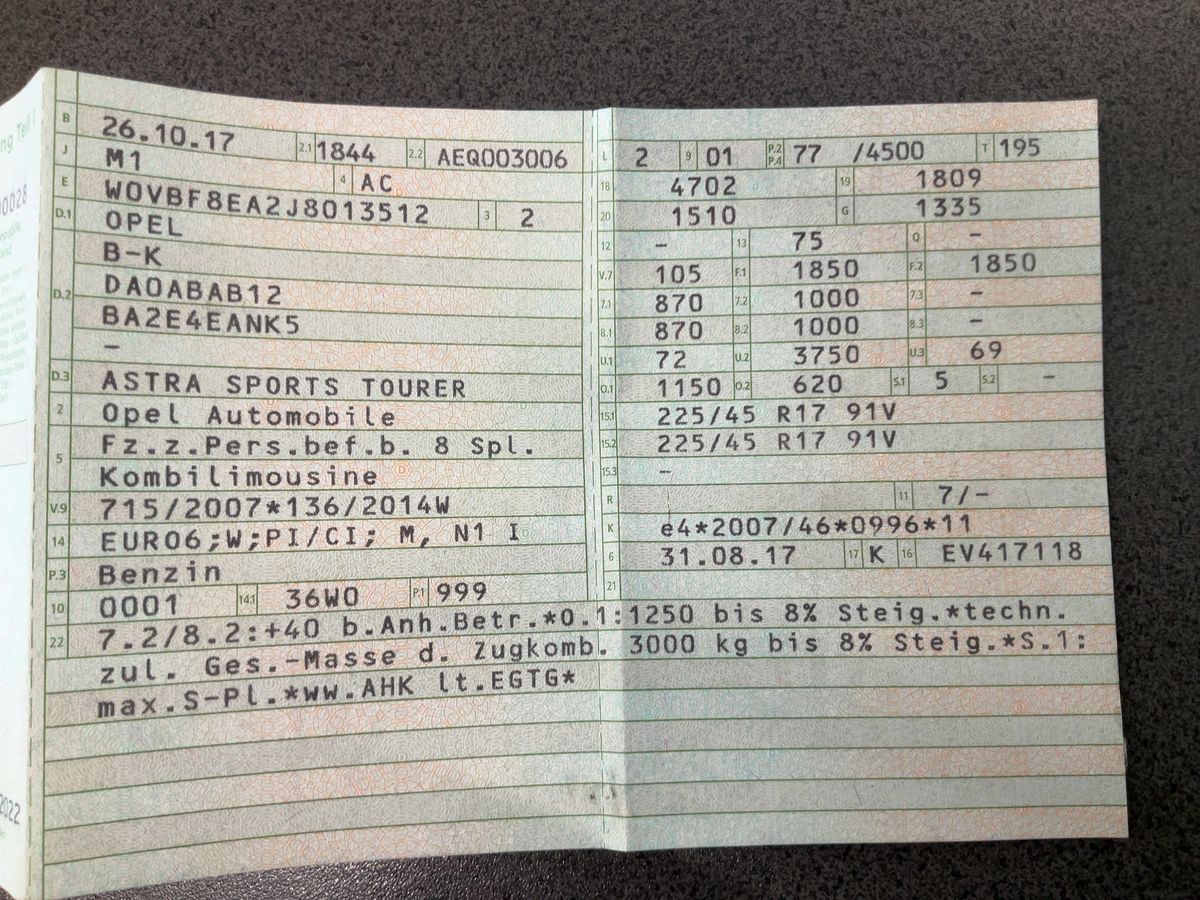 ng Teil I
B 26.10.17 2.1 1844 2.2 AEQ003006
J M1 4 AC
E W0VBF8EA2J8013512 3 2
D.1 OPEL
B-K
D.2 DA0ABAB12
BA2E4EANK5
-
D.3 ASTRA SPORTS TOURER
2 Opel Automobile
5 Fz.z.Pers.bef.b. 8 Spl.
Kombilimousine
V.9 715/2007*136/2014W
14 EURO6;W;PI/CI; M, N1 I
P.3 Benzin
10 0001 14.1 36W0 P.1 999
L 2 9 01 P.2 P.4 77 /4500 T 195
18 4702 19 1809
20 1510 G 1335
12 - 13 75 Q -
V.7 105 F.1 1850 F.2 1850
7.1 870 7.2 1000 7.3 -
8.1 870 8.2 1000 8.3 -
U.1 72 U.2 3750 U.3 69
O.1 1150 O.2 620 S.1 5 S.2 -
15.1 225/45 R17 91V
15.2 225/45 R17 91V
15.3 -
R 11 7/-
K e4*2007/46*0996*11
6 31.08.17 17 K 16 EV417118
21
22 7.2/8.2:+40 b.Anh.Betr.*O.1:1250 bis 8% Steig.*techn.
zul. Ges.-Masse d. Zugkomb. 3000 kg bis 8% Steig.*S.1:
max.S-Pl.*ww.AHK lt.EGTG*
0028
2022